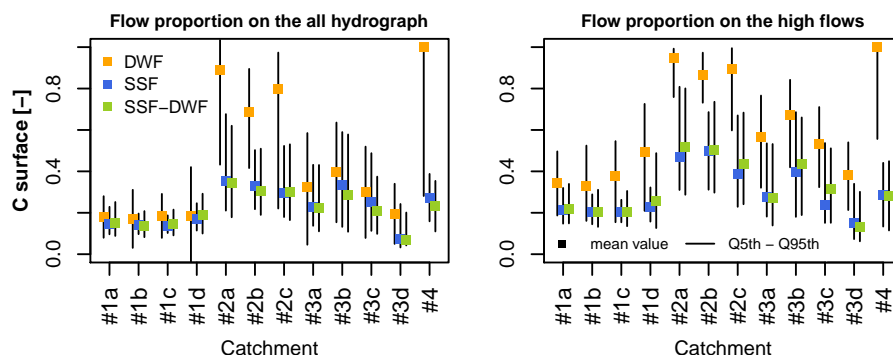 Flow proportion on the all hydrograph
Flow proportion on the high flows
C surface [−]
0.0
0.4
0.8
DWF
SSF
SSF−DWF
#1a
#1b
#1c
#1d
#2a
#2b
#2c
#3a
#3b
#3c
#3d
#4
Catchment
0.0
0.4
0.8
mean value
Q5th − Q95th
#1a
#1b
#1c
#1d
#2a
#2b
#2c
#3a
#3b
#3c
#3d
#4
Catchment